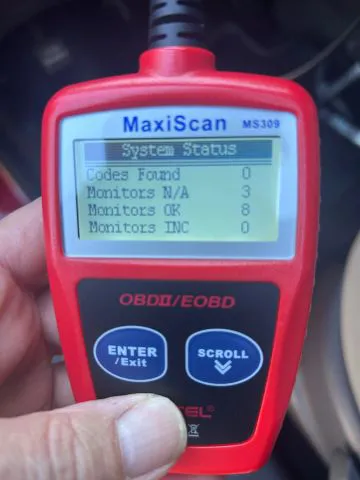 MaxiScan MS309
System Status
Codes Found 0
Monitors N/A 3
Monitors OK 8
Monitors INC 0
OBDII/EOBD
ENTER
/Exit
SCROLL